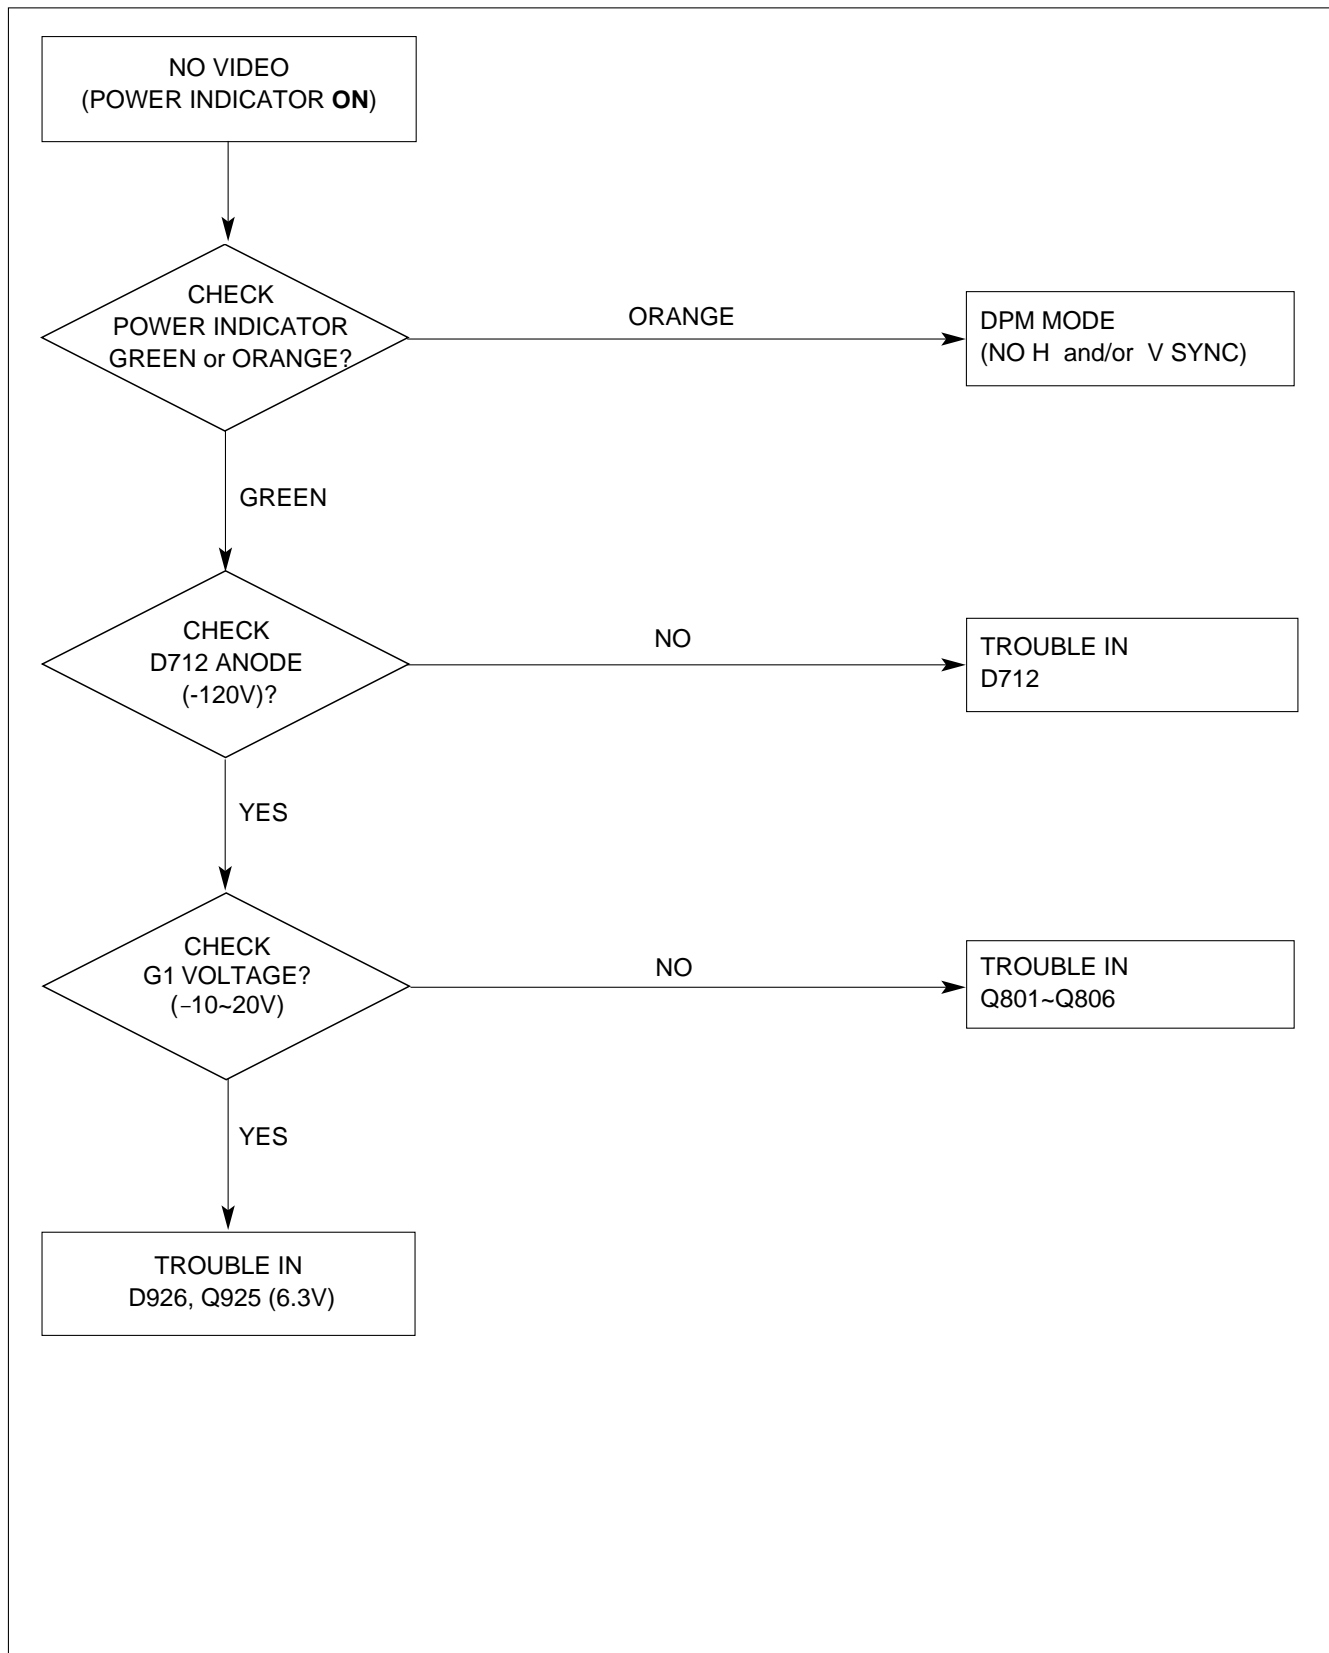 NO VIDEO
(POWER INDICATOR ON)
CHECK
POWER INDICATOR
GREEN or ORANGE?
ORANGE
DPM MODE
(NO H and/or V SYNC)
GREEN
CHECK
D712 ANODE
(-120V)?
NO
TROUBLE IN
D712
YES
CHECK
G1 VOLTAGE?
(−10~20V)
NO
TROUBLE IN
Q801~Q806
YES
TROUBLE IN
D926, Q925 (6.3V)